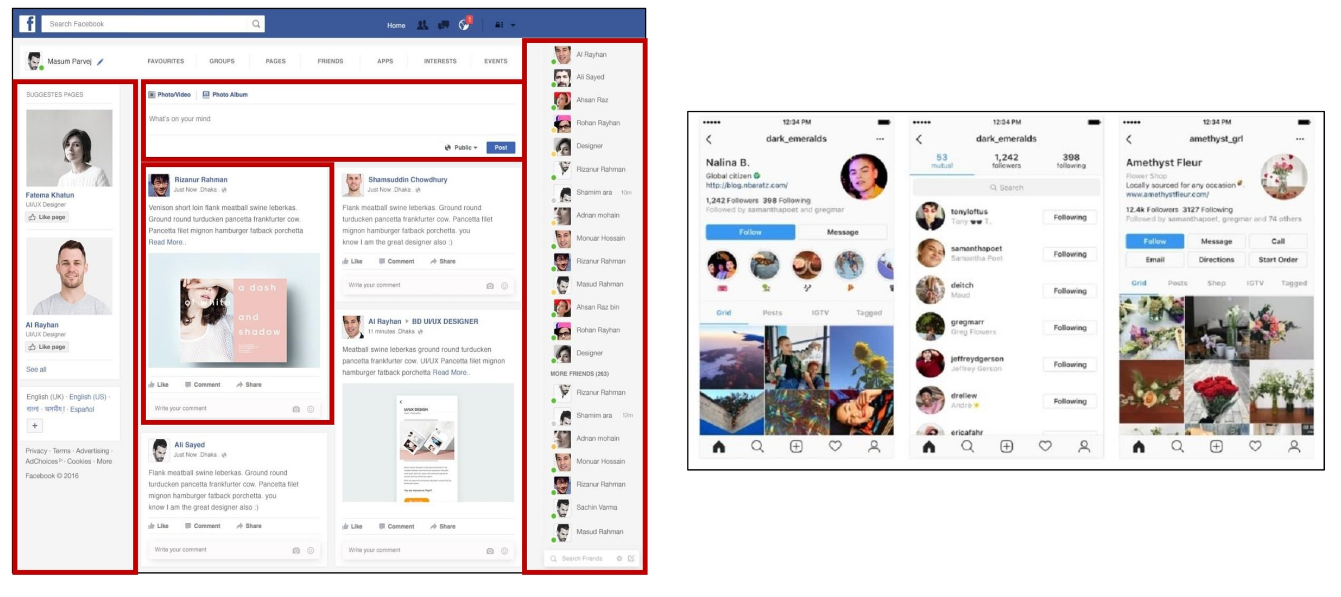 f Search Facebook
Home
1
Masum Parvej
FAVOURITES GROUPS PAGES FRIENDS APPS INTERESTS EVENTS
SUGGESTES PAGES
Fatema Khatun
UI/UX Designer
Like page
Al Rayhan
UI/UX Designer
Like page
See all
English (UK) · English (US) ·
বাংলা · অসমীয়া · Español
+
Privacy · Terms · Advertising ·
AdChoices · Cookies · More
Facebook © 2016
Photo/Video Photo Album
What's on your mind
Public Post
Rizanur Rahman
Just Now .Dhaka .
Venison short loin flank meatball swine leberkas.
Ground round turducken pancetta frankfurter cow.
Pancetta filet mignon hamburger fatback porchetta
Read More..
a dash
of white
and
shadow
Like Comment Share
Write your comment
Ali Sayed
Just Now .Dhaka .
Flank meatball swine leberkas. Ground round
turducken pancetta frankfurter cow. Pancetta filet
mignon hamburger fatback porchetta. you
know I am the great designer also :)
Like Comment Share
Write your comment
Shamsuddin Chowdhury
Just Now .Dhaka .
Flank meatball swine leberkas. Ground round
turducken pancetta frankfurter cow. Pancetta filet
mignon hamburger fatback porchetta. you
know I am the great designer also :)
Like Comment Share
Write your comment
Al Rayhan > BD UI/UX DESIGNER
11 minutes .Dhaka .
Meatball swine leberkas ground round turducken
pancetta frankfurter cow. UI/UX Pancetta filet mignon
hamburger fatback porchetta Read More..
UI/UX DESIGN
Like Comment Share
Write your comment
Al Rayhan
Ali Sayed
Ahsan Raz
Rohan Rayhan
Designer
Rizanur Rahman
Shamim ara 10m
Adnan mohain
Monuar Hossain
Rizanur Rahman
Masud Rahman
Ahsan Raz bin
Rohan Rayhan
Designer
MORE FRIENDS (263)
Rizanur Rahman
Shamim ara
Adnan mohain
Monuar Hossain
Rizanur Rahman
Sachin Varma
Masud Rahman
Search Friends
12:34 PM
dark_emeralds
Nalina B.
Global citizen
http://blog.nbaratz.com/
1,242 Followers 398 Following
Followed by samanthapoet and gregmar
Follow Message
Grid Posts IGTV Tagged
12:34 PM
dark_emeralds
53 1,242 398
mutual followers following
Search
tonyloftus
Tony T.
Following
samanthapoet
Samantha Poet
Following
deitch
Maud
Following
gregmarr
Greg Flowers
Following
jeffreydgerson
Jeffrey Gerson
Following
dreliew
Andre
Following
ericafahr
12:34 PM
amethyst_grl
Amethyst Fleur
Flower Shop
Locally sourced for any occasion
www.amethystfleur.com/
12.4k Followers 3127 Following
Followed by samanthapoet, gregmar and 74 others
Follow Message Call
Email Directions Start Order
Grid Posts Shop IGTV Tagged